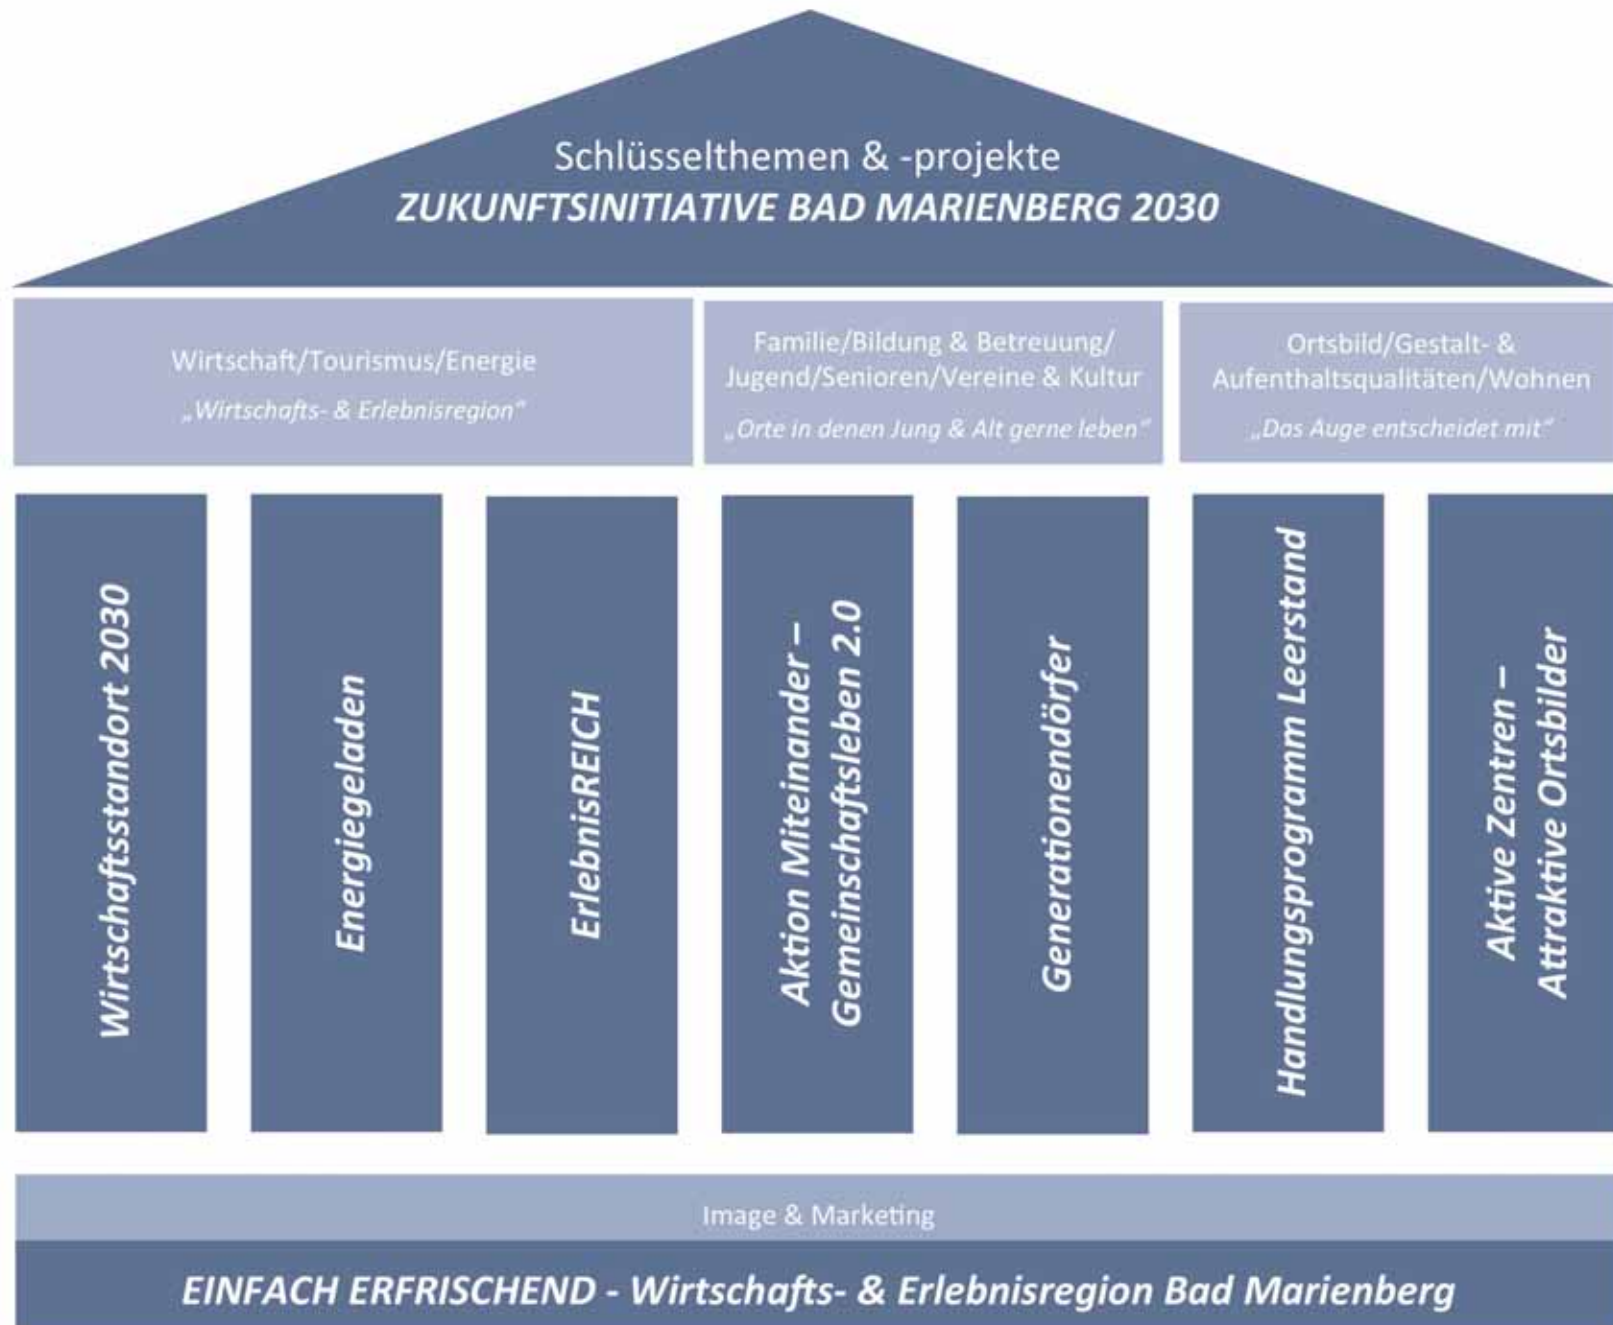 Schlüsselthemen & -projekte
ZUKUNFTSINITIATIVE BAD MARIENBERG 2030
Wirtschaft/Tourismus/Energie
„Wirtschafts- & Erlebnisregion“
Familie/Bildung & Betreuung/
Jugend/Senioren/Vereine & Kultur
„Orte in denen Jung & Alt gerne leben“
Ortsbild/Gestalt- &
Aufenthaltsqualitäten/Wohnen
„Das Auge entscheidet mit“
Wirtschaftsstandort 2030
Energiegeladen
ErlebnisREICH
Aktion Miteinander –
Gemeinschaftsleben 2.0
Generationendörfer
Handlungsprogramm Leerstand
Aktive Zentren –
Attraktive Ortsbilder
Image & Marketing
EINFACH ERFRISCHEND - Wirtschafts- & Erlebnisregion Bad Marienberg